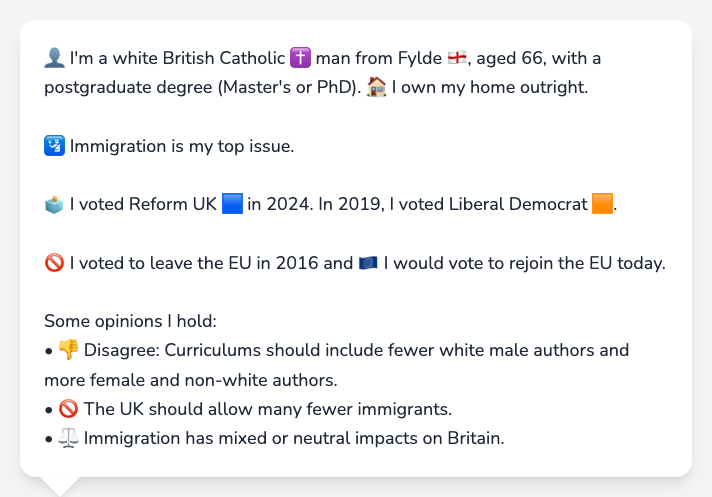 👤 I'm a white British Catholic ✝️ man from Fylde 🏴󠁧󠁢󠁥󠁮󠁧󠁿, aged 66, with a
postgraduate degree (Master's or PhD). 🏠 I own my home outright.
🛂 Immigration is my top issue.
🗳️ I voted Reform UK 🟦 in 2024. In 2019, I voted Liberal Democrat 🟧.
🚫 I voted to leave the EU in 2016 and 🇪🇺 I would vote to rejoin the EU today.
Some opinions I hold:
• 👎 Disagree: Curriculums should include fewer white male authors and
more female and non-white authors.
• 🚫 The UK should allow many fewer immigrants.
• ⚖️ Immigration has mixed or neutral impacts on Britain.